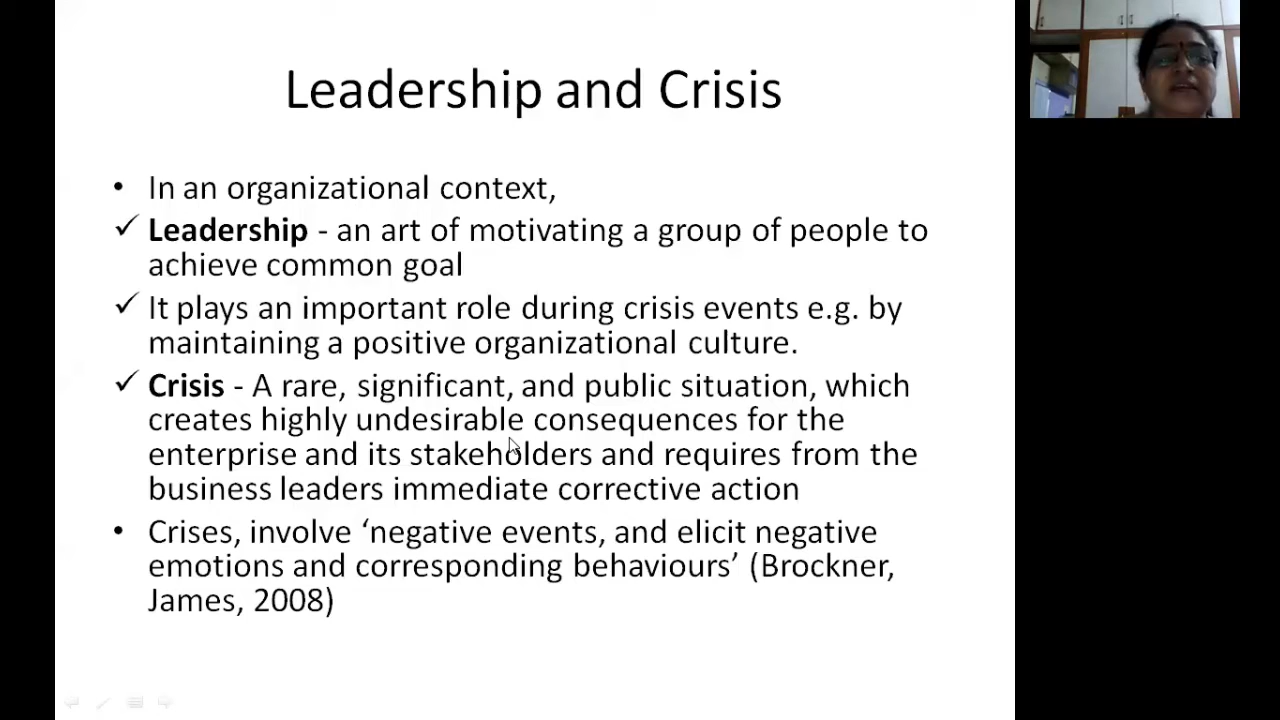 Leadership and Crisis
• In an organizational context,
✓ Leadership - an art of motivating a group of people to
achieve common goal
✓ It plays an important role during crisis events e.g. by
maintaining a positive organizational culture.
✓ Crisis - A rare, significant, and public situation, which
creates highly undesirable consequences for the
enterprise and its stakeholders and requires from the
business leaders immediate corrective action
• Crises, involve ‘negative events, and elicit negative
emotions and corresponding behaviours’ (Brockner,
James, 2008)